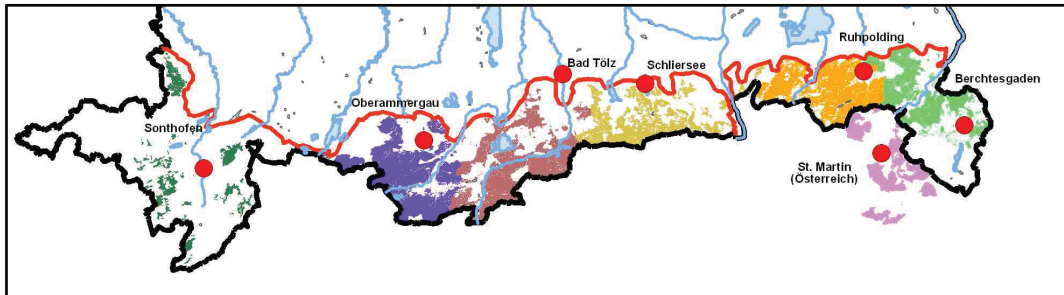 Sonthofen
Oberammergau
Bad Tölz
Schliersee
Ruhpolding
Berchtesgaden
St. Martin
(Österreich)